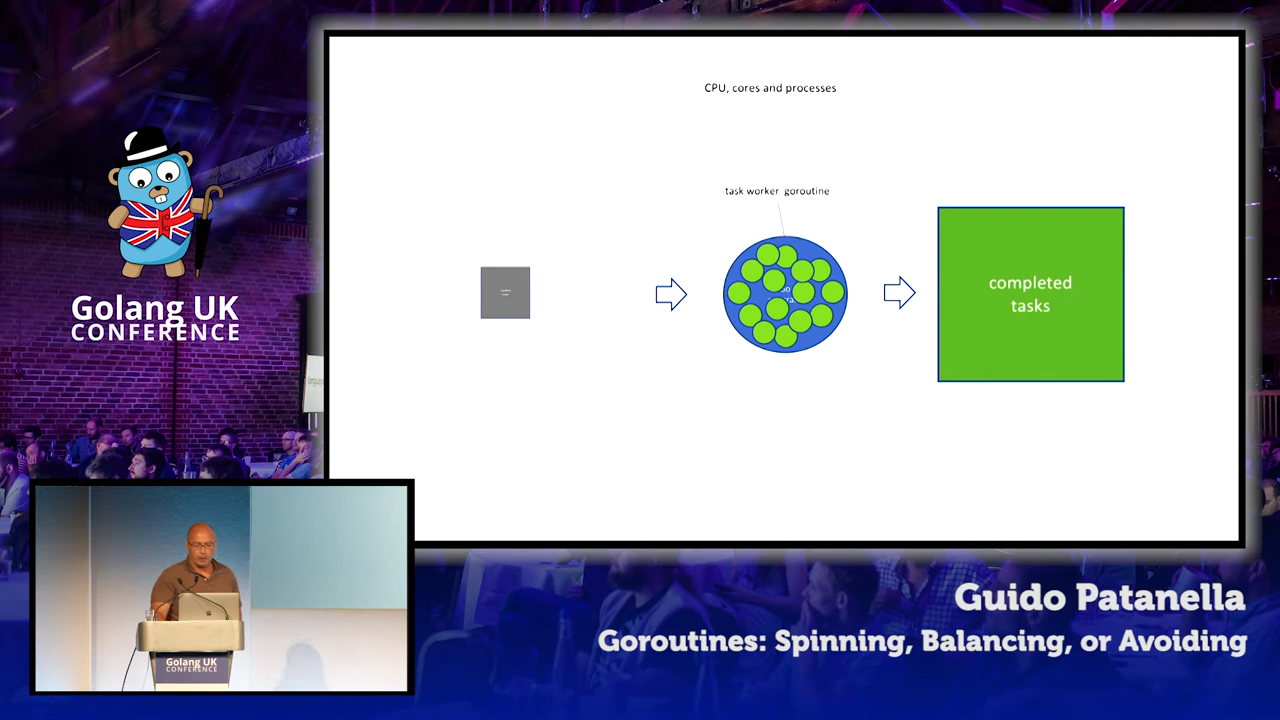 CPU, cores and processes
task worker goroutine
completed
tasks
Golang UK
CONFERENCE
Golang UK
CONFERENCE
Guido Patanella
Goroutines: Spinning, Balancing, or Avoiding